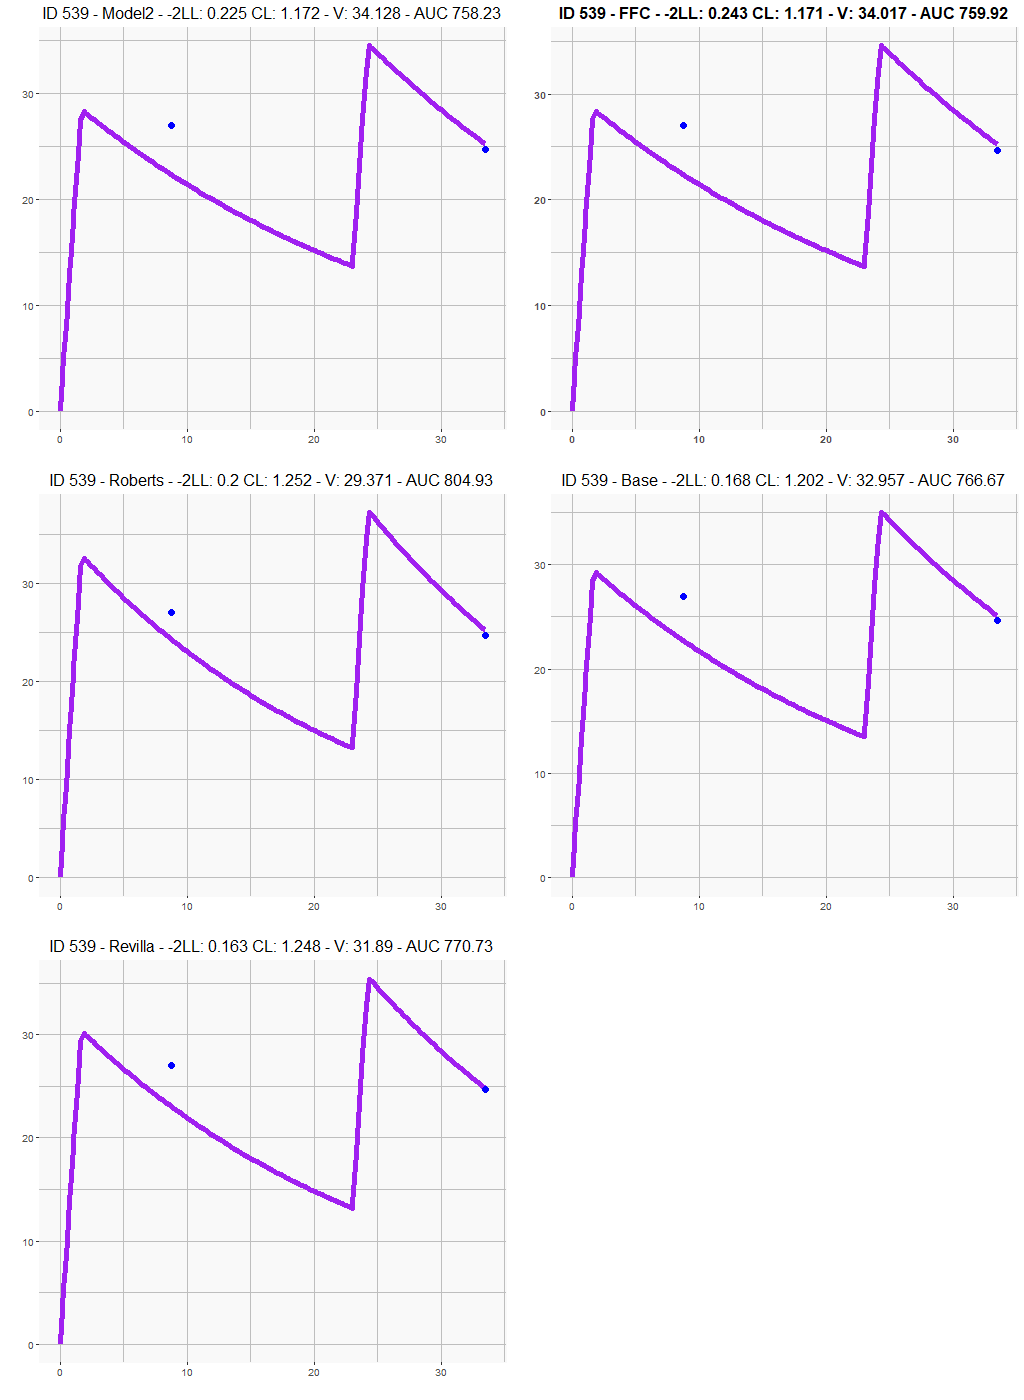 ID 539 - Model2 - -2LL: 0.225 CL: 1.172 - V: 34.128 - AUC 758.23
30
20
10
0
0 10 20 30
ID 539 - FFC - -2LL: 0.243 CL: 1.171 - V: 34.017 - AUC 759.92
30
20
10
0
0 10 20 30
ID 539 - Roberts - -2LL: 0.2 CL: 1.252 - V: 29.371 - AUC 804.93
30
20
10
0
0 10 20 30
ID 539 - Base - -2LL: 0.168 CL: 1.202 - V: 32.957 - AUC 766.67
30
20
10
0
0 10 20 30
ID 539 - Revilla - -2LL: 0.163 CL: 1.248 - V: 31.89 - AUC 770.73
30
20
10
0
0 10 20 30